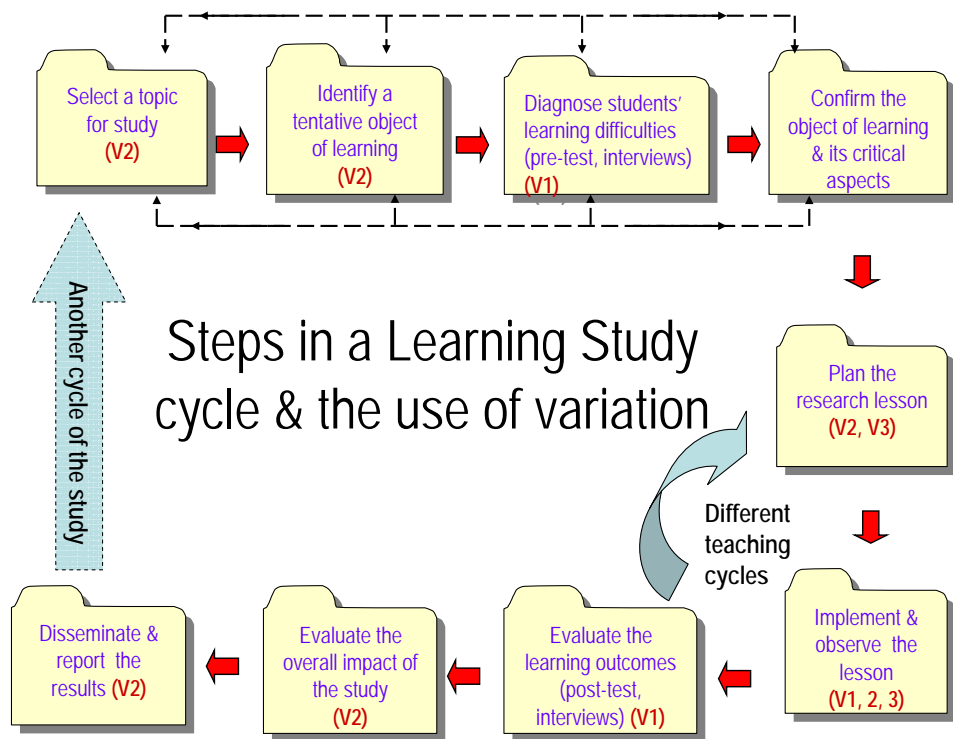 Select a topic
for study
(V2)
Identify a
tentative object
of learning
(V2)
Diagnose students'
learning difficulties
(pre-test, interviews)
(V1)
Confirm the
object of learning
& its critical
aspects
Another cycle of the study
Steps in a Learning Study
cycle & the use of variation
Plan the
research lesson
(V2, V3)
Different
teaching
cycles
Disseminate &
report the
results (V2)
Evaluate the
overall impact of
the study
(V2)
Evaluate the
learning outcomes
(post-test,
interviews) (V1)
Implement &
observe the
lesson
(V1, 2, 3)